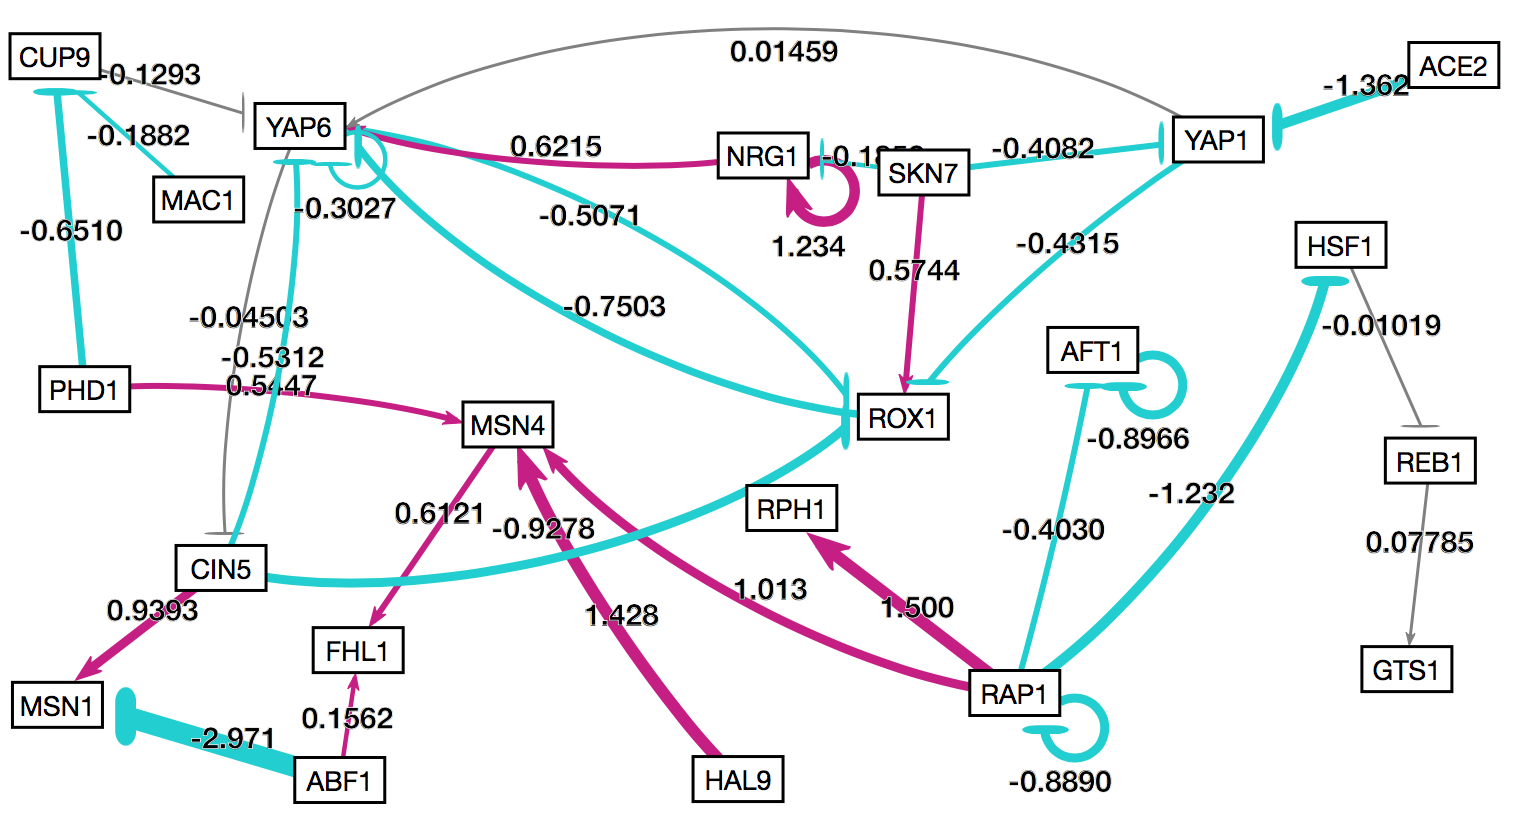 0.01459
CUP9
-0.1293
ACE2
-1.362
YAP6
-0.1882
YAP1
0.6215
NRG1
-0.4082
SKN7
MAC1
-0.3027
-0.5071
-0.6510
1.234
-0.4315
HSF1
0.5744
-0.7503
-0.04503
-0.01019
-0.5312
AFT1
0.5447
PHD1
MSN4
ROX1
-0.8966
REB1
-1.232
RPH1
0.6121
-0.9278
-0.4030
0.07785
CIN5
0.9393
1.013
1.500
1.428
FHL1
GTS1
RAP1
MSN1
0.1562
-2.971
ABF1
HAL9
-0.8890